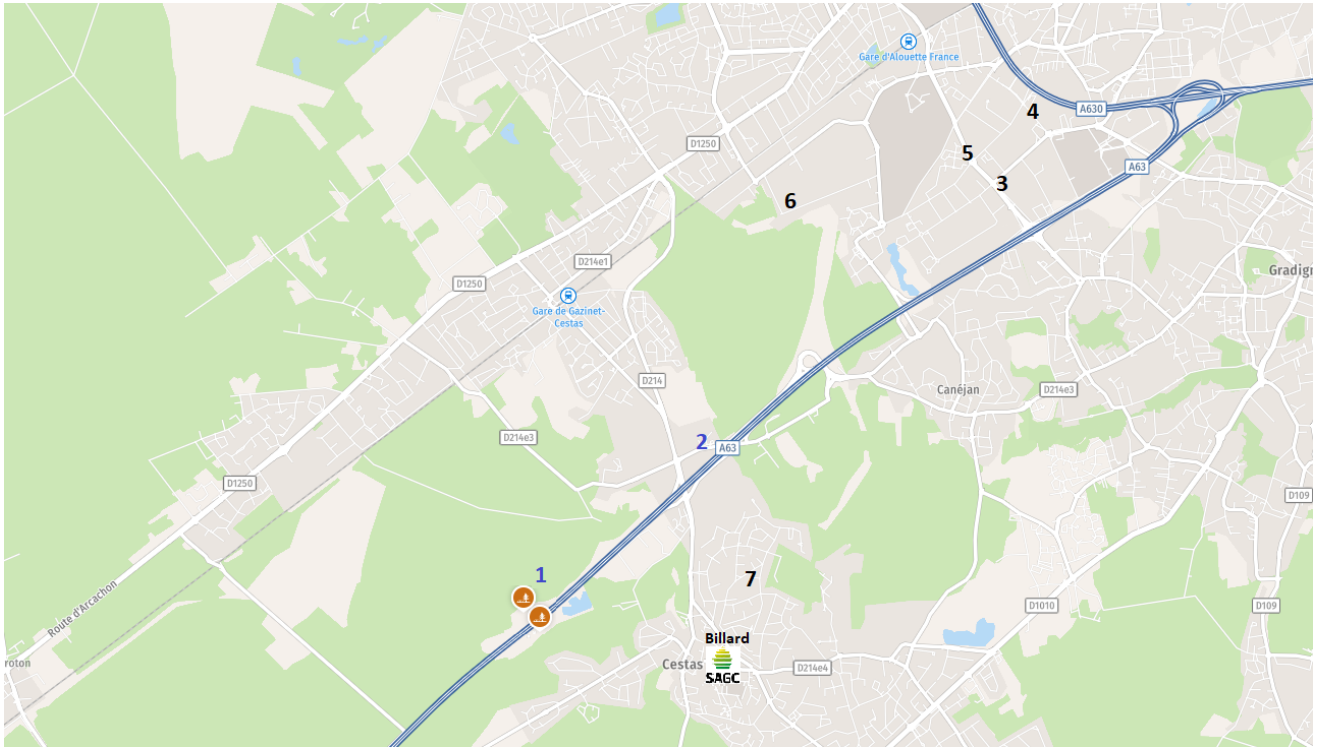 Gare d'Alouette France
A630
4
D1250
5
A63
3
6
D214e1
Gradign
D1250
Gare de Gazinet-
Cestas
D214
Canéjan
D214e3
D214e3
2
A63
D1250
D109
1
7
Route d'Arcachon
D1010
D109
Billard
roton
Cestas
D214e4
SAGC